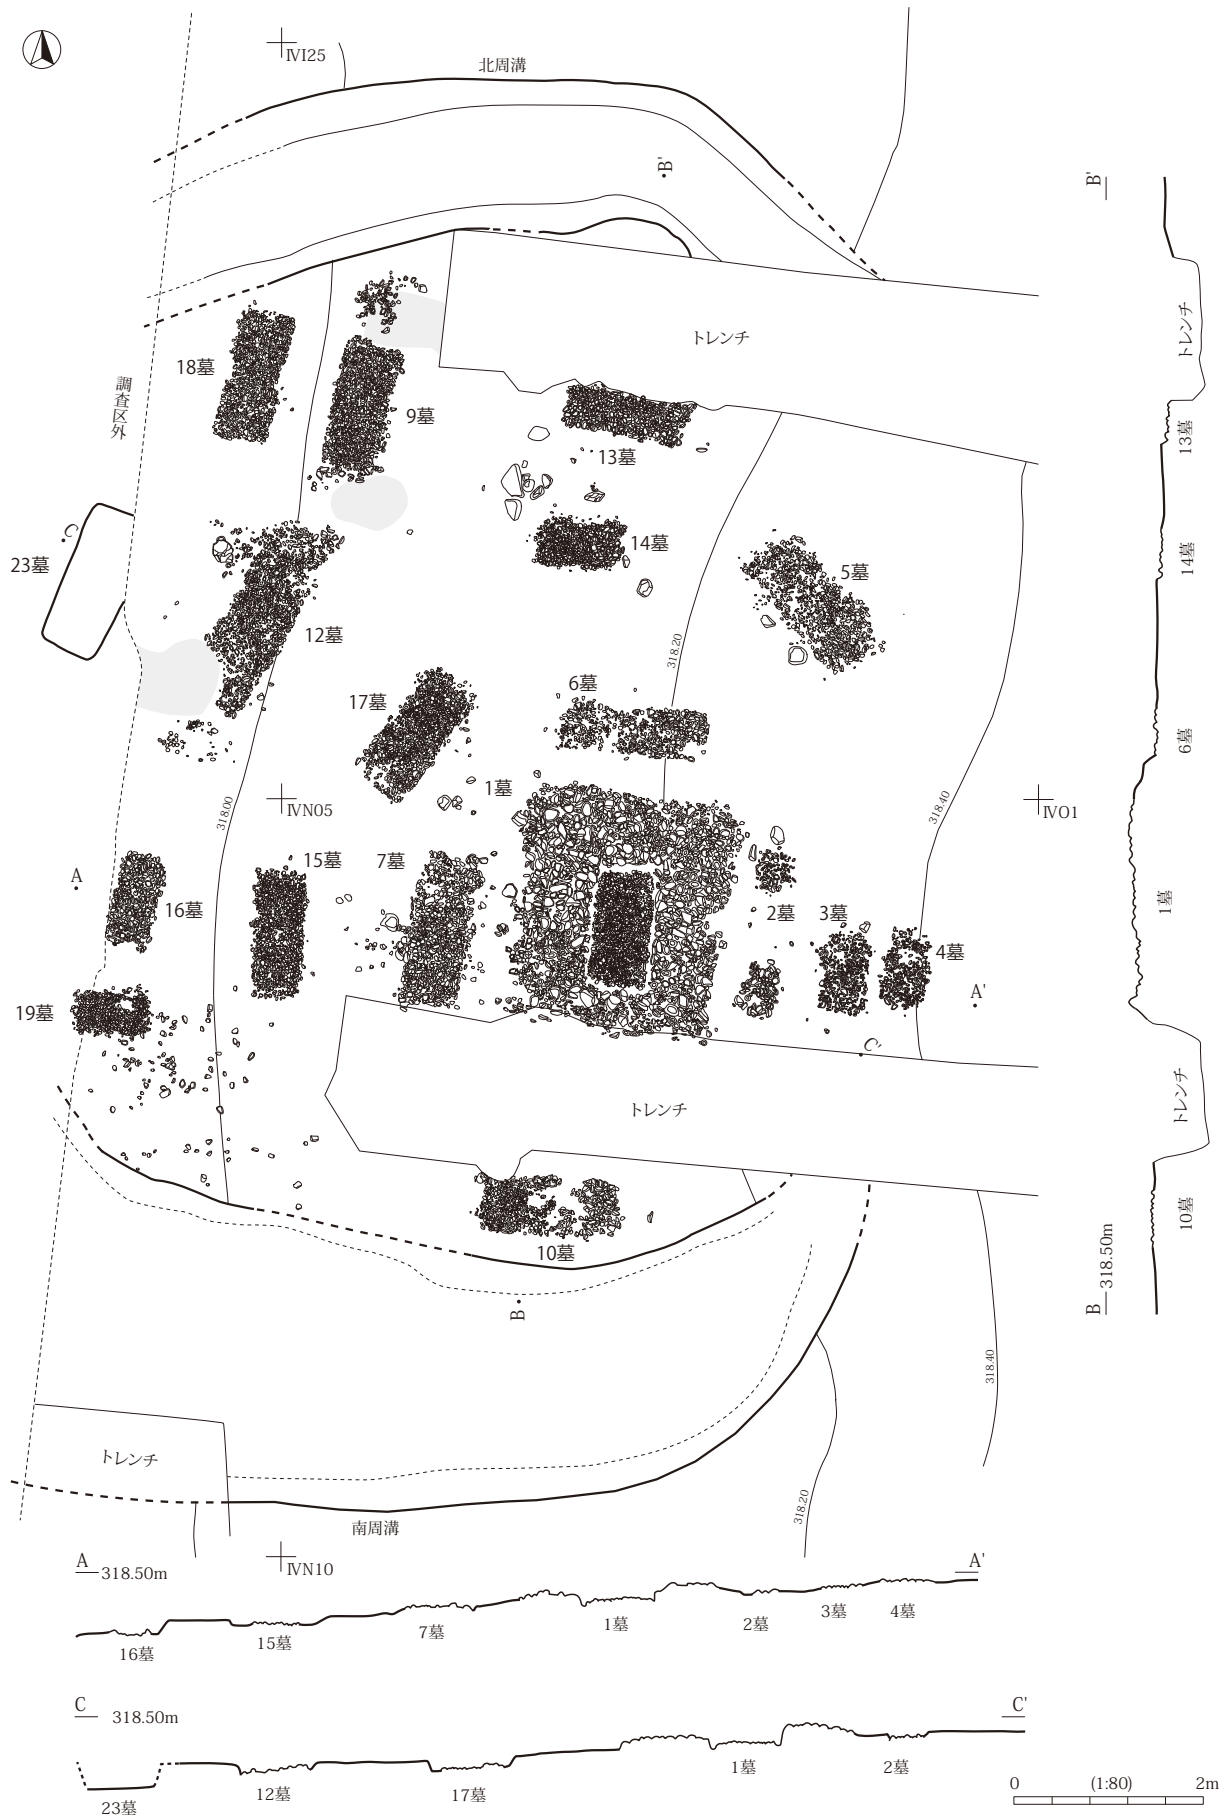 ⅣI25
北周溝
B'
B'
トレンチ
トレンチ
18墓
調査区外
9墓
13墓
13墓
C
23墓
14墓
14墓
5墓
12墓
318.20
6墓
6墓
17墓
1墓
ⅣN05
318.00
318.40
ⅣO1
15墓
7墓
A
16墓
2墓
3墓
4墓
1墓
A'
19墓
C'
トレンチ
トレンチ
10墓
10墓
B
B 318.50m
318.40
トレンチ
318.20
南周溝
ⅣN10
A 318.50m
A'
16墓
15墓
7墓
1墓
2墓
3墓
4墓
C 318.50m
C'
23墓
12墓
17墓
1墓
2墓
0 (1:80) 2m